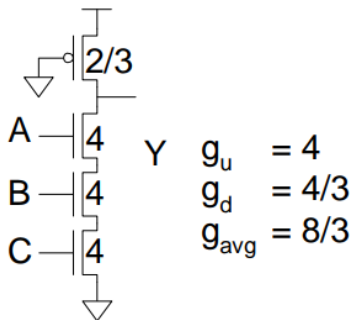 2/3
A 4 Y g_u = 4
B 4 g_d = 4/3
C 4 g_avg = 8/3